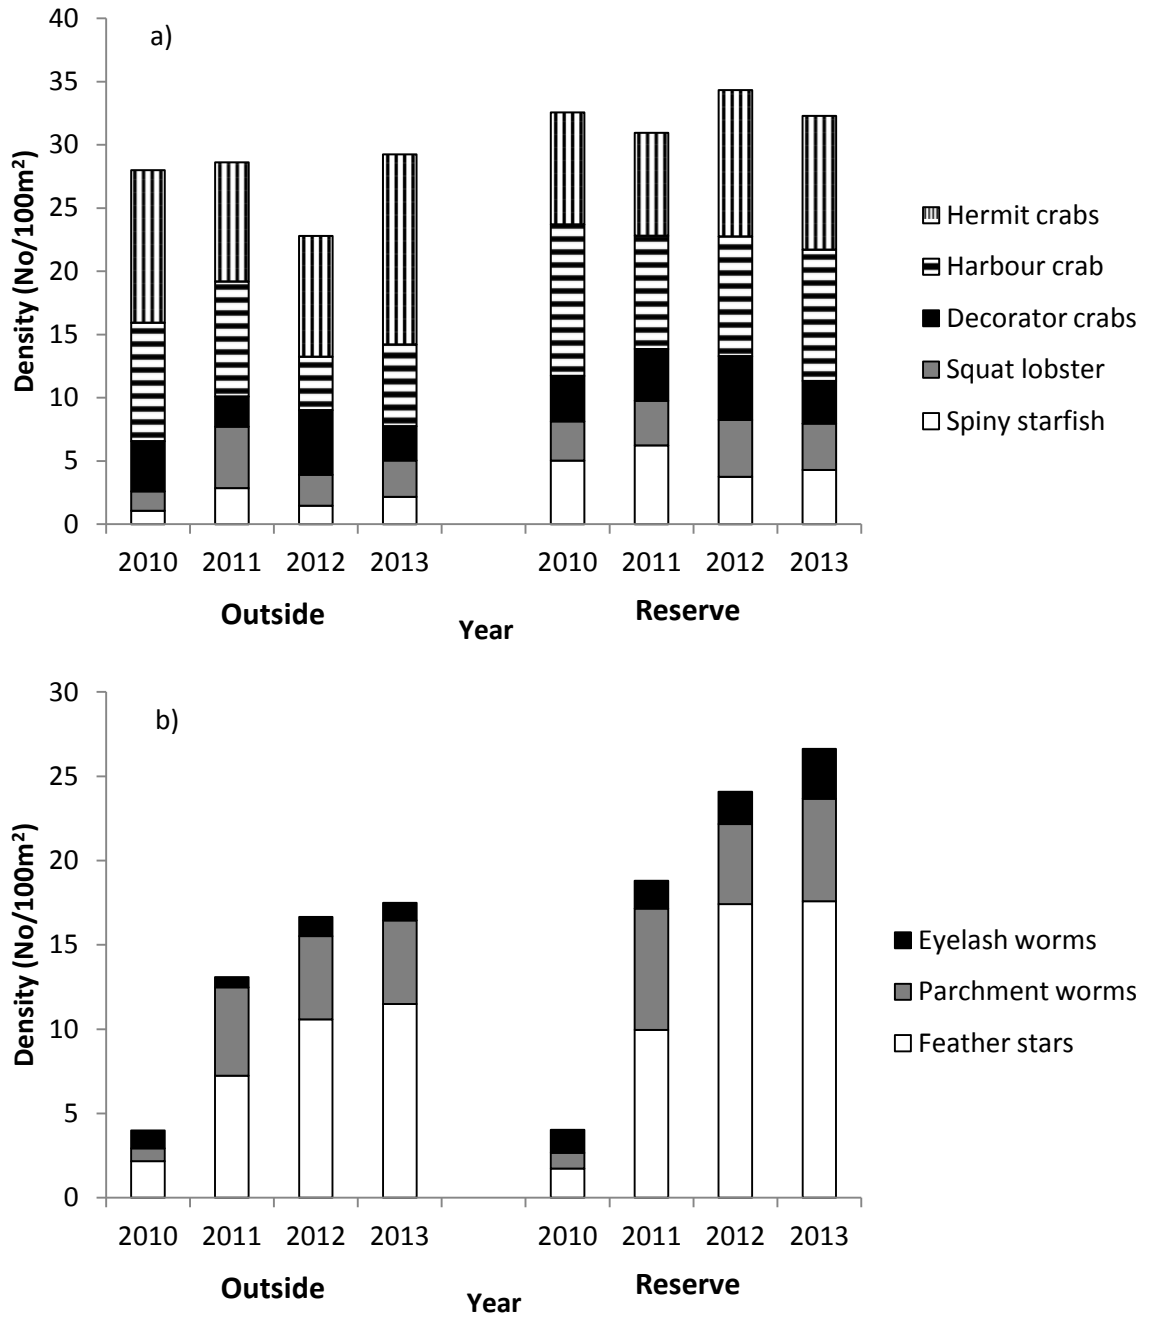 a)
Density (No/100m²)
40
35
30
25
20
15
10
5
0
2010 2011 2012 2013 2010 2011 2012 2013
Outside Reserve
Year
Hermit crabs
Harbour crab
Decorator crabs
Squat lobster
Spiny starfish
b)
Density (No/100m²)
30
25
20
15
10
5
0
2010 2011 2012 2013 2010 2011 2012 2013
Outside Reserve
Year
Eyelash worms
Parchment worms
Feather stars